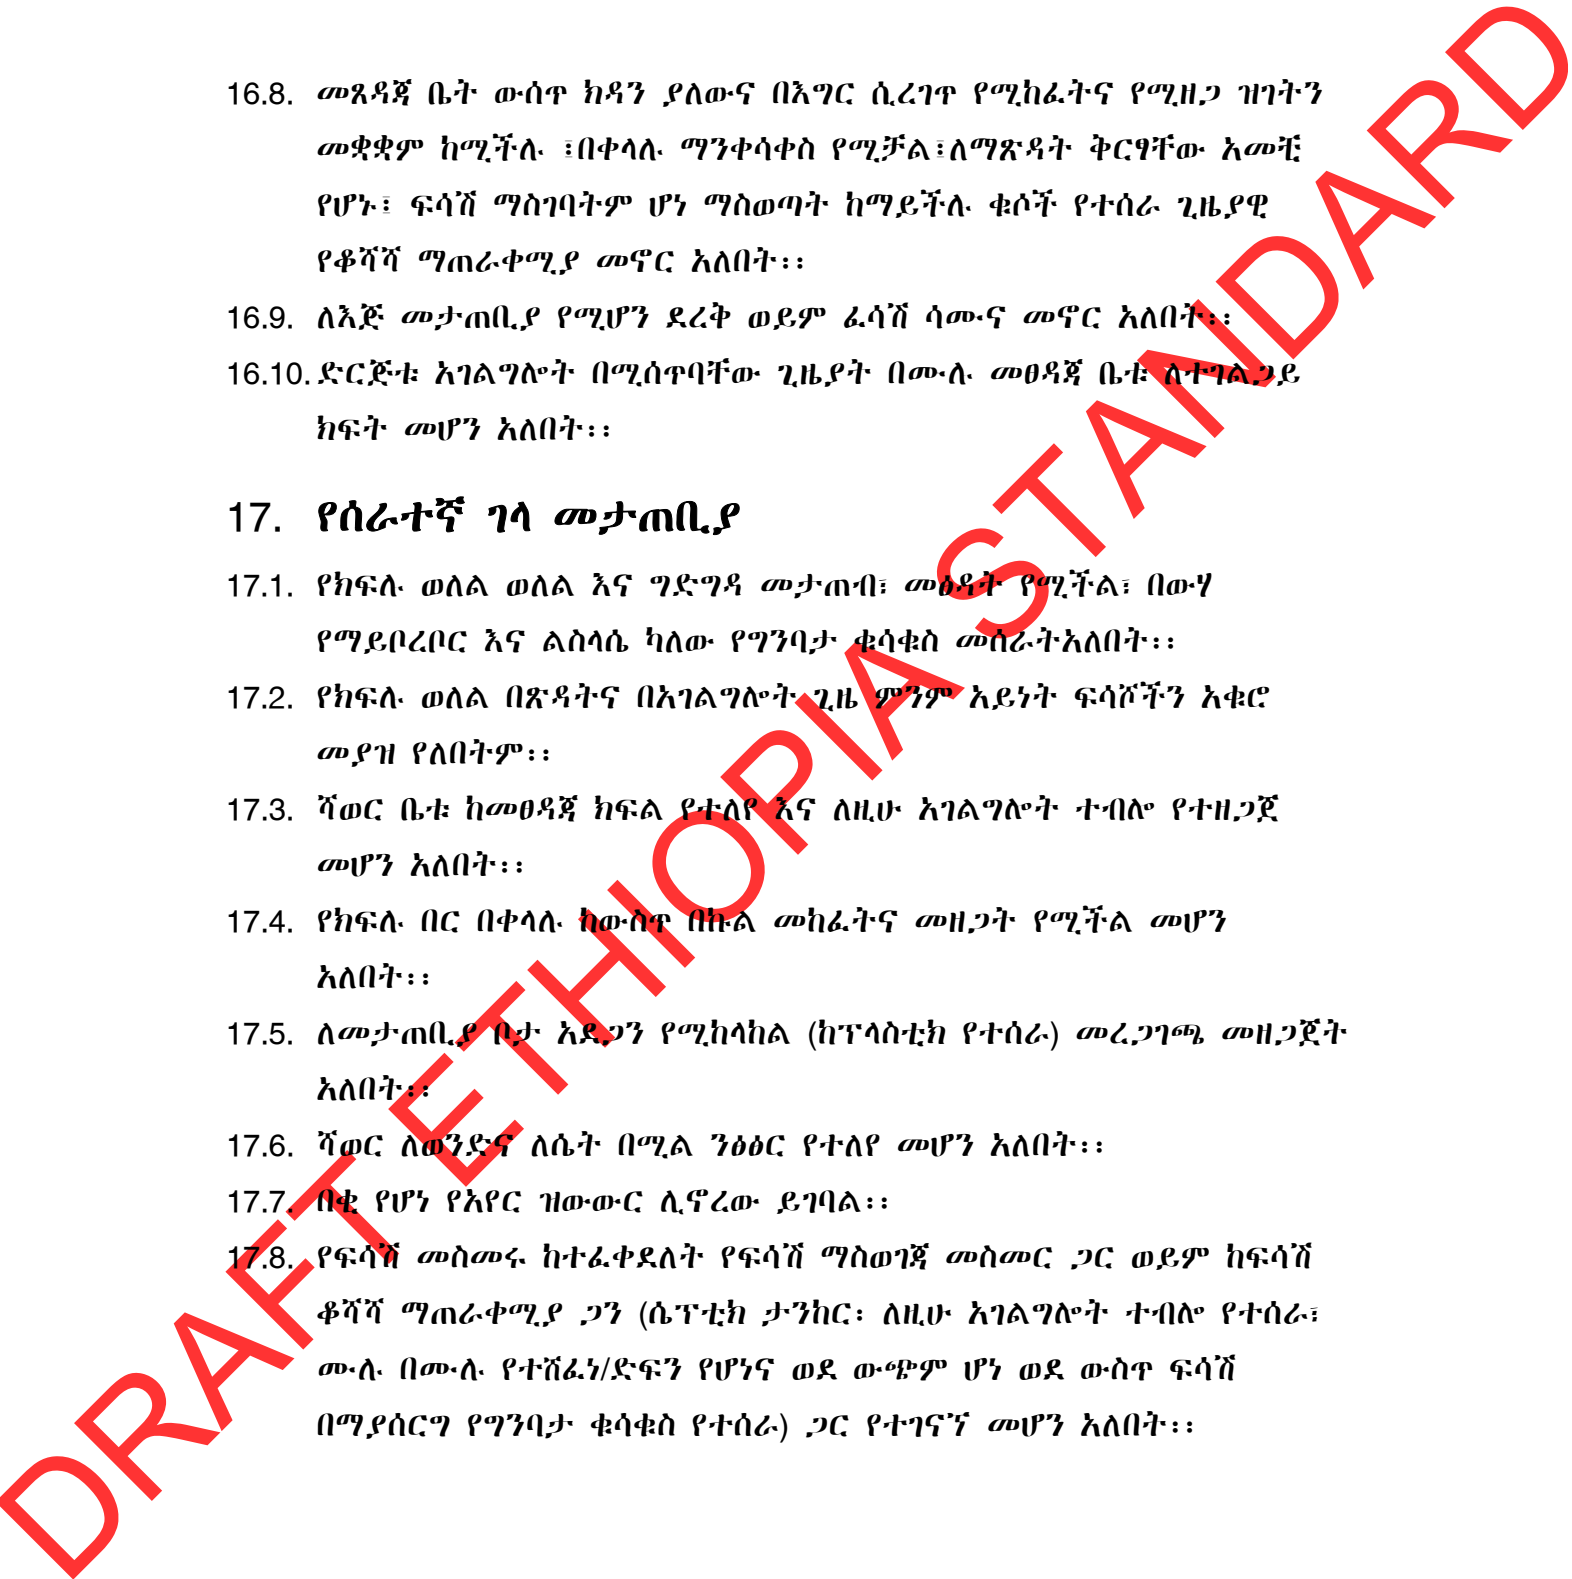 16.8. መጸዳጃ ቤት ውሰጥ ክዳን ያለውና በእግር ሲረገጥ የሚከፈትና የሚዘጋ ዝገትን
መቋቋም ከሚችሉ ፤በቀላሉ ማንቀሳቀስ የሚቻል፤ለማጽዳት ቅርፃቸው አመቺ
የሆኑ፤ ፍሳሽ ማስገባትም ሆነ ማስወጣት ከማይችሉ ቁሶች የተሰራ ጊዜያዊ
የቆሻሻ ማጠራቀሚያ መኖር አለበት፡፡
16.9. ለእጅ መታጠቢያ የሚሆን ደረቅ ወይም ፈሳሽ ሳሙና መኖር አለበት፡፡
16.10. ድርጅቱ አገልግሎት በሚሰጥባቸው ጊዜያት በሙሉ መፀዳጃ ቤቱ ለተገልጋይ
ክፍት መሆን አለበት፡፡
17. የሰራተኛ ገላ መታጠቢያ
17.1. የክፍሉ ወለል ወለል እና ግድግዳ መታጠብ፣ መፅዳት የሚችል፣ በውሃ
የማይቦረቦር እና ልስላሴ ካለው የግንባታ ቁሳቁስ መሰራትአለበት፡፡
17.2. የክፍሉ ወለል በጽዳትና በአገልግሎት ጊዜ ምንም አይነት ፍሳሾችን አቁሮ
መያዝ የለበትም፡፡
17.3. ሻወር ቤቱ ከመፀዳጃ ክፍል የተለየ እና ለዚሁ አገልግሎት ተብሎ የተዘጋጀ
መሆን አለበት፡፡
17.4. የክፍሉ በር በቀላሉ ከውስጥ በኩል መከፈትና መዘጋት የሚችል መሆን
አለበት፡፡
17.5. ለመታጠቢያ ቦታ አደጋን የሚከላከል (ከፕላስቲክ የተሰራ) መረጋገጫ መዘጋጀት
አለበት፡፡
17.6. ሻወር ለወንድና ለሴት በሚል ንፅፅር የተለየ መሆን አለበት፡፡
17.7. በቂ የሆነ የአየር ዝውውር ሊኖረው ይገባል፡፡
17.8. የፍሳሽ መስመሩ ከተፈቀደለት የፍሳሽ ማስወገጃ መስመር ጋር ወይም ከፍሳሽ
ቆሻሻ ማጠራቀሚያ ጋን (ሴፕቲክ ታንከር፡ ለዚሁ አገልግሎት ተብሎ የተሰራ፣
ሙሉ በሙሉ የተሸፈነ/ድፍን የሆነና ወደ ውጭም ሆነ ወደ ውስጥ ፍሳሽ
በማያሰርግ የግንባታ ቁሳቁስ የተሰራ) ጋር የተገናኘ መሆን አለበት፡፡
DRAFT ETHIOPIA STANDARD